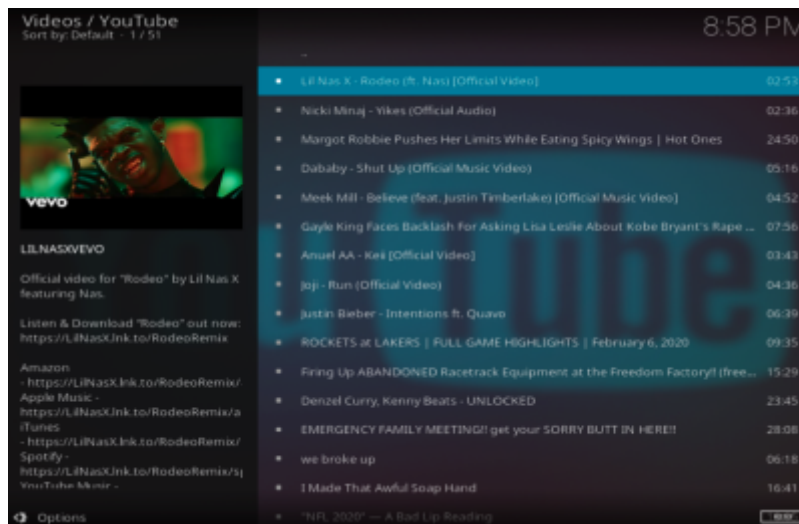 Videos / YouTube
Sort by: Default · 1 / 51
8:58 PM
..
Lil Nas X - Rodeo (ft. Nas) [Official Video] 02:53
Nicki Minaj - Yikes (Official Audio) 02:36
Margot Robbie Pushes Her Limits While Eating Spicy Wings | Hot Ones 24:50
Dababy - Shut Up (Official Music Video) 05:16
Meek Mill - Believe (feat. Justin Timberlake) [Official Music Video] 04:52
Gayle King Faces Backlash For Asking Lisa Leslie About Kobe Bryant's Rape ... 07:56
Anuel AA - Keii [Official Video] 03:43
Joji - Run (Official Video) 04:36
Justin Bieber - Intentions ft. Quavo 06:39
ROCKETS at LAKERS | FULL GAME HIGHLIGHTS | February 6, 2020 09:35
Firing Up ABANDONED Racetrack Equipment at the Freedom Factory!! (free... 15:29
Denzel Curry, Kenny Beats - UNLOCKED 23:45
EMERGENCY FAMILY MEETING!! get your SORRY BUTT IN HERE!! 28:08
we broke up 06:18
I Made That Awful Soap Hand 16:41
"NFL 2020" — A Bad Lip Reading
vevo
LILNASXVEVO
Official video for "Rodeo" by Lil Nas X
featuring Nas.
Listen & Download "Rodeo" out now:
https://LilNasX.lnk.to/RodeoRemix
Amazon
- https://LilNasX.lnk.to/RodeoRemix/
Apple Music -
https://LilNasX.lnk.to/RodeoRemix/a
iTunes
- https://LilNasX.lnk.to/RodeoRemix/
Spotify -
https://LilNasX.lnk.to/RodeoRemix/sp
YouTube Music -
Options
Tube